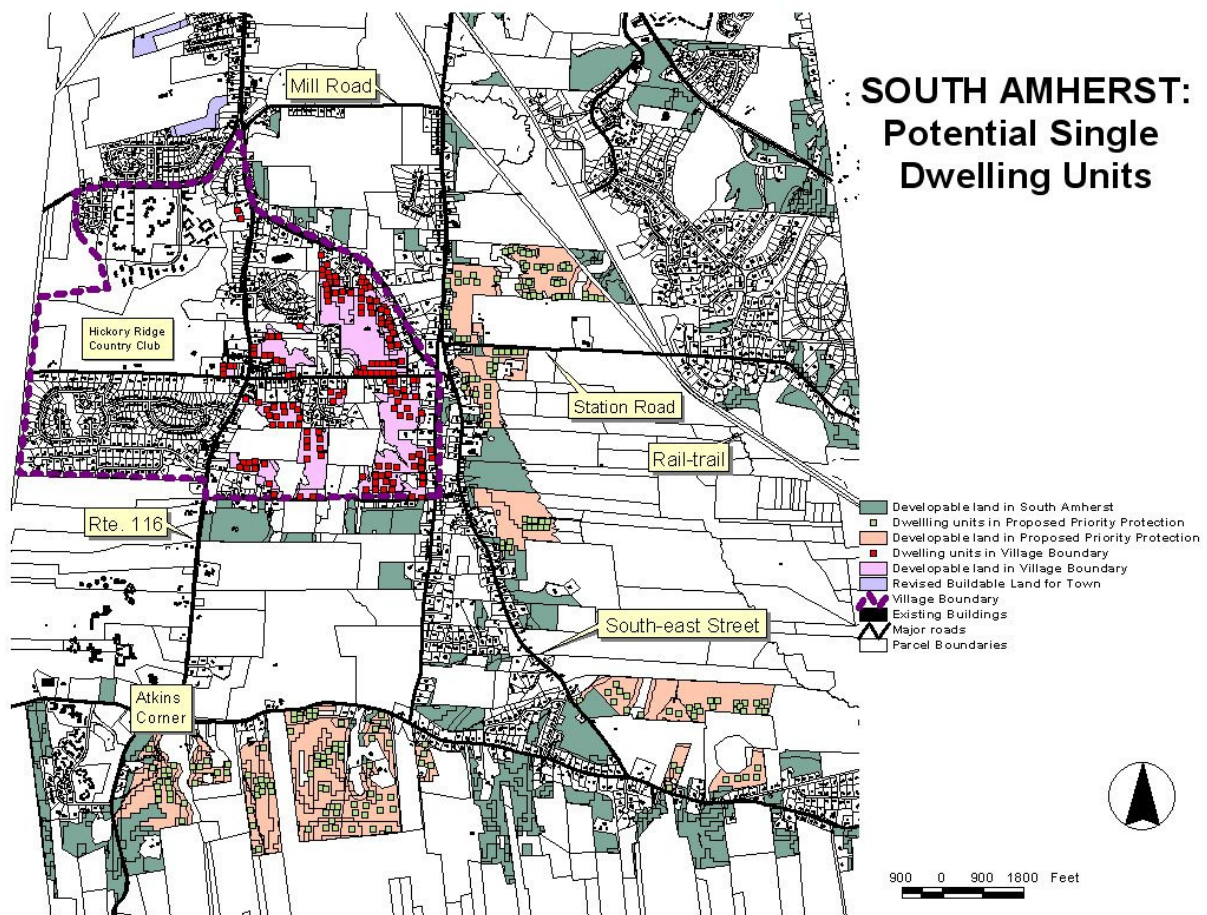 SOUTH AMHERST:
Potential Single
Dwelling Units
Mill Road
Hickory Ridge
Country Club
Station Road
Rail-trail
Rte. 116
South-east Street
Atkins
Corner
Developable land in South Amherst
Dwellling units in Proposed Priority Protection
Developable land in Proposed Priority Protection
Dwelling units in Village Boundary
Developable land in Village Boundary
Revised Buildable Land for Town
Village Boundary
Existing Buildings
Major roads
Parcel Boundaries
900 0 900 1800 Feet